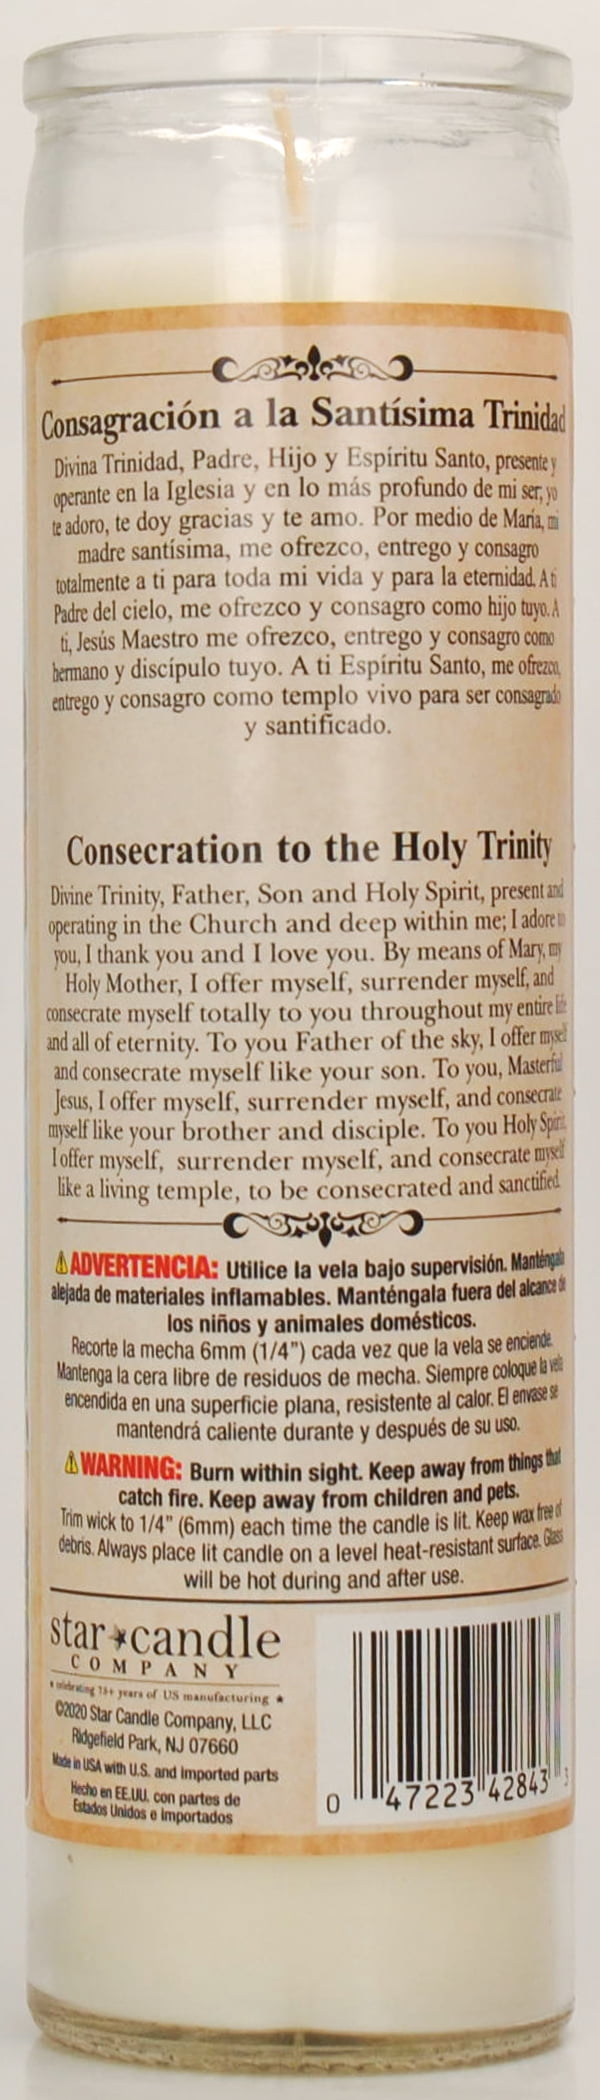 Consagración a la Santísima Trinidad
Divina Trinidad, Padre, Hijo y Espíritu Santo, presente y
operante en la Iglesia y en lo más profundo de mi ser; yo
te adoro, te doy gracias y te amo. Por medio de María, mi
madre santísima, me ofrezco, entrego y consagro
totalmente a ti para toda mi vida y para la eternidad. A ti
Padre del cielo, me ofrezco y consagro como hijo tuyo. A
ti, Jesús Maestro me ofrezco, entrego y consagro como
hermano y discípulo tuyo. A ti Espíritu Santo, me ofrezco,
entrego y consagro como templo vivo para ser consagrado
y santificado.
Consecration to the Holy Trinity
Divine Trinity, Father, Son and Holy Spirit, present and
operating in the Church and deep within me; I adore to
you, I thank you and I love you. By means of Mary, my
Holy Mother, I offer myself, surrender myself, and
consecrate myself totally to you throughout my entire life
and all of eternity. To you Father of the sky, I offer myself
and consecrate myself like your son. To you, Masterful
Jesus, I offer myself, surrender myself, and consecrate
myself like your brother and disciple. To you Holy Spirit,
I offer myself, surrender myself, and consecrate myself
like a living temple, to be consecrated and sanctified.
ADVERTENCIA: Utilice la vela bajo supervisión. Manténgala
alejada de materiales inflamables. Manténgala fuera del alcance de
los niños y animales domésticos.
Recorte la mecha 6mm (1/4") cada vez que la vela se enciende.
Mantenga la cera libre de residuos de mecha. Siempre coloque la vela
encendida en una superficie plana, resistente al calor. El envase se
mantendrá caliente durante y después de su uso.
WARNING: Burn within sight. Keep away from things that
catch fire. Keep away from children and pets.
Trim wick to 1/4" (6mm) each time the candle is lit. Keep wax free of
debris. Always place lit candle on a level heat-resistant surface. Glass
will be hot during and after use.
star candle
COMPANY
celebrating 75+ years of US manufacturing
©2020 Star Candle Company, LLC
Ridgefield Park, NJ 07660
Made in USA with U.S. and imported parts
Hecho en EE.UU. con partes de
Estados Unidos e importados
0 47223 42843 3